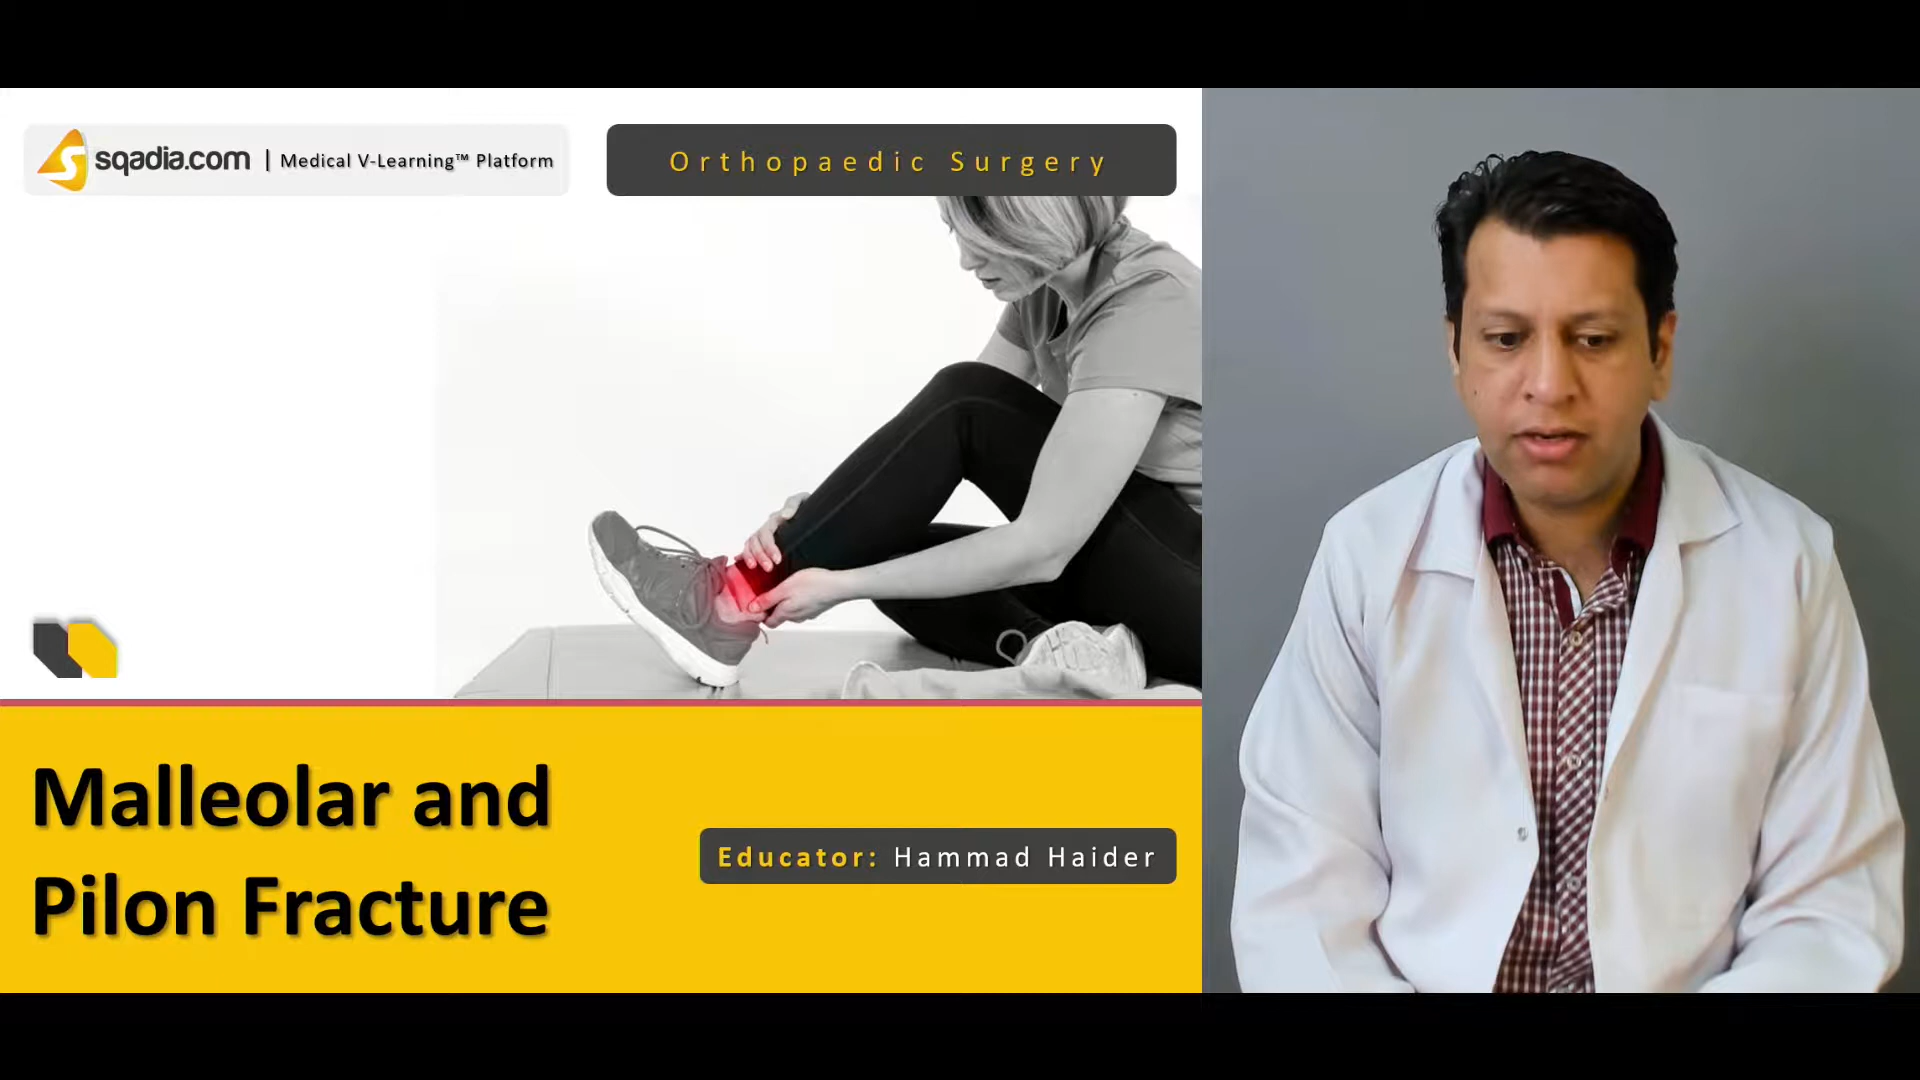 sqadia.com | Medical V-Learning™ Platform
Orthopaedic Surgery
Malleolar and
Pilon Fracture
Educator: Hammad Haider